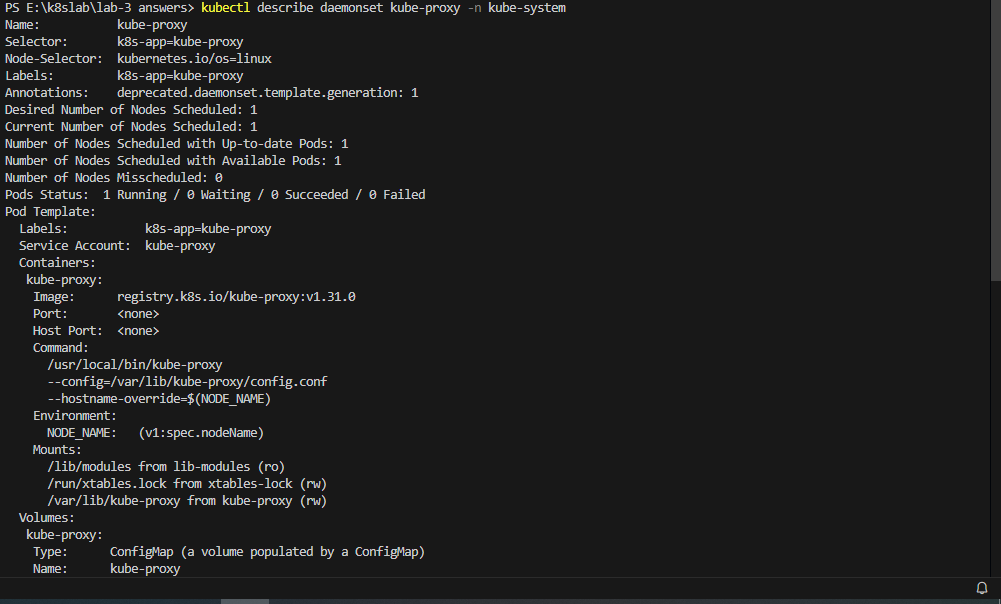 PS E:\k8slab\lab-3 answers> kubectl describe daemonset kube-proxy -n kube-system
Name:           kube-proxy
Selector:       k8s-app=kube-proxy
Node-Selector:  kubernetes.io/os=linux
Labels:         k8s-app=kube-proxy
Annotations:    deprecated.daemonset.template.generation: 1
Desired Number of Nodes Scheduled: 1
Current Number of Nodes Scheduled: 1
Number of Nodes Scheduled with Up-to-date Pods: 1
Number of Nodes Scheduled with Available Pods: 1
Number of Nodes Misscheduled: 0
Pods Status:  1 Running / 0 Waiting / 0 Succeeded / 0 Failed
Pod Template:
  Labels:           k8s-app=kube-proxy
  Service Account:  kube-proxy
  Containers:
   kube-proxy:
    Image:      registry.k8s.io/kube-proxy:v1.31.0
    Port:       <none>
    Host Port:  <none>
    Command:
      /usr/local/bin/kube-proxy
      --config=/var/lib/kube-proxy/config.conf
      --hostname-override=$(NODE_NAME)
    Environment:
      NODE_NAME:   (v1:spec.nodeName)
    Mounts:
      /lib/modules from lib-modules (ro)
      /run/xtables.lock from xtables-lock (rw)
      /var/lib/kube-proxy from kube-proxy (rw)
  Volumes:
   kube-proxy:
    Type:      ConfigMap (a volume populated by a ConfigMap)
    Name:      kube-proxy